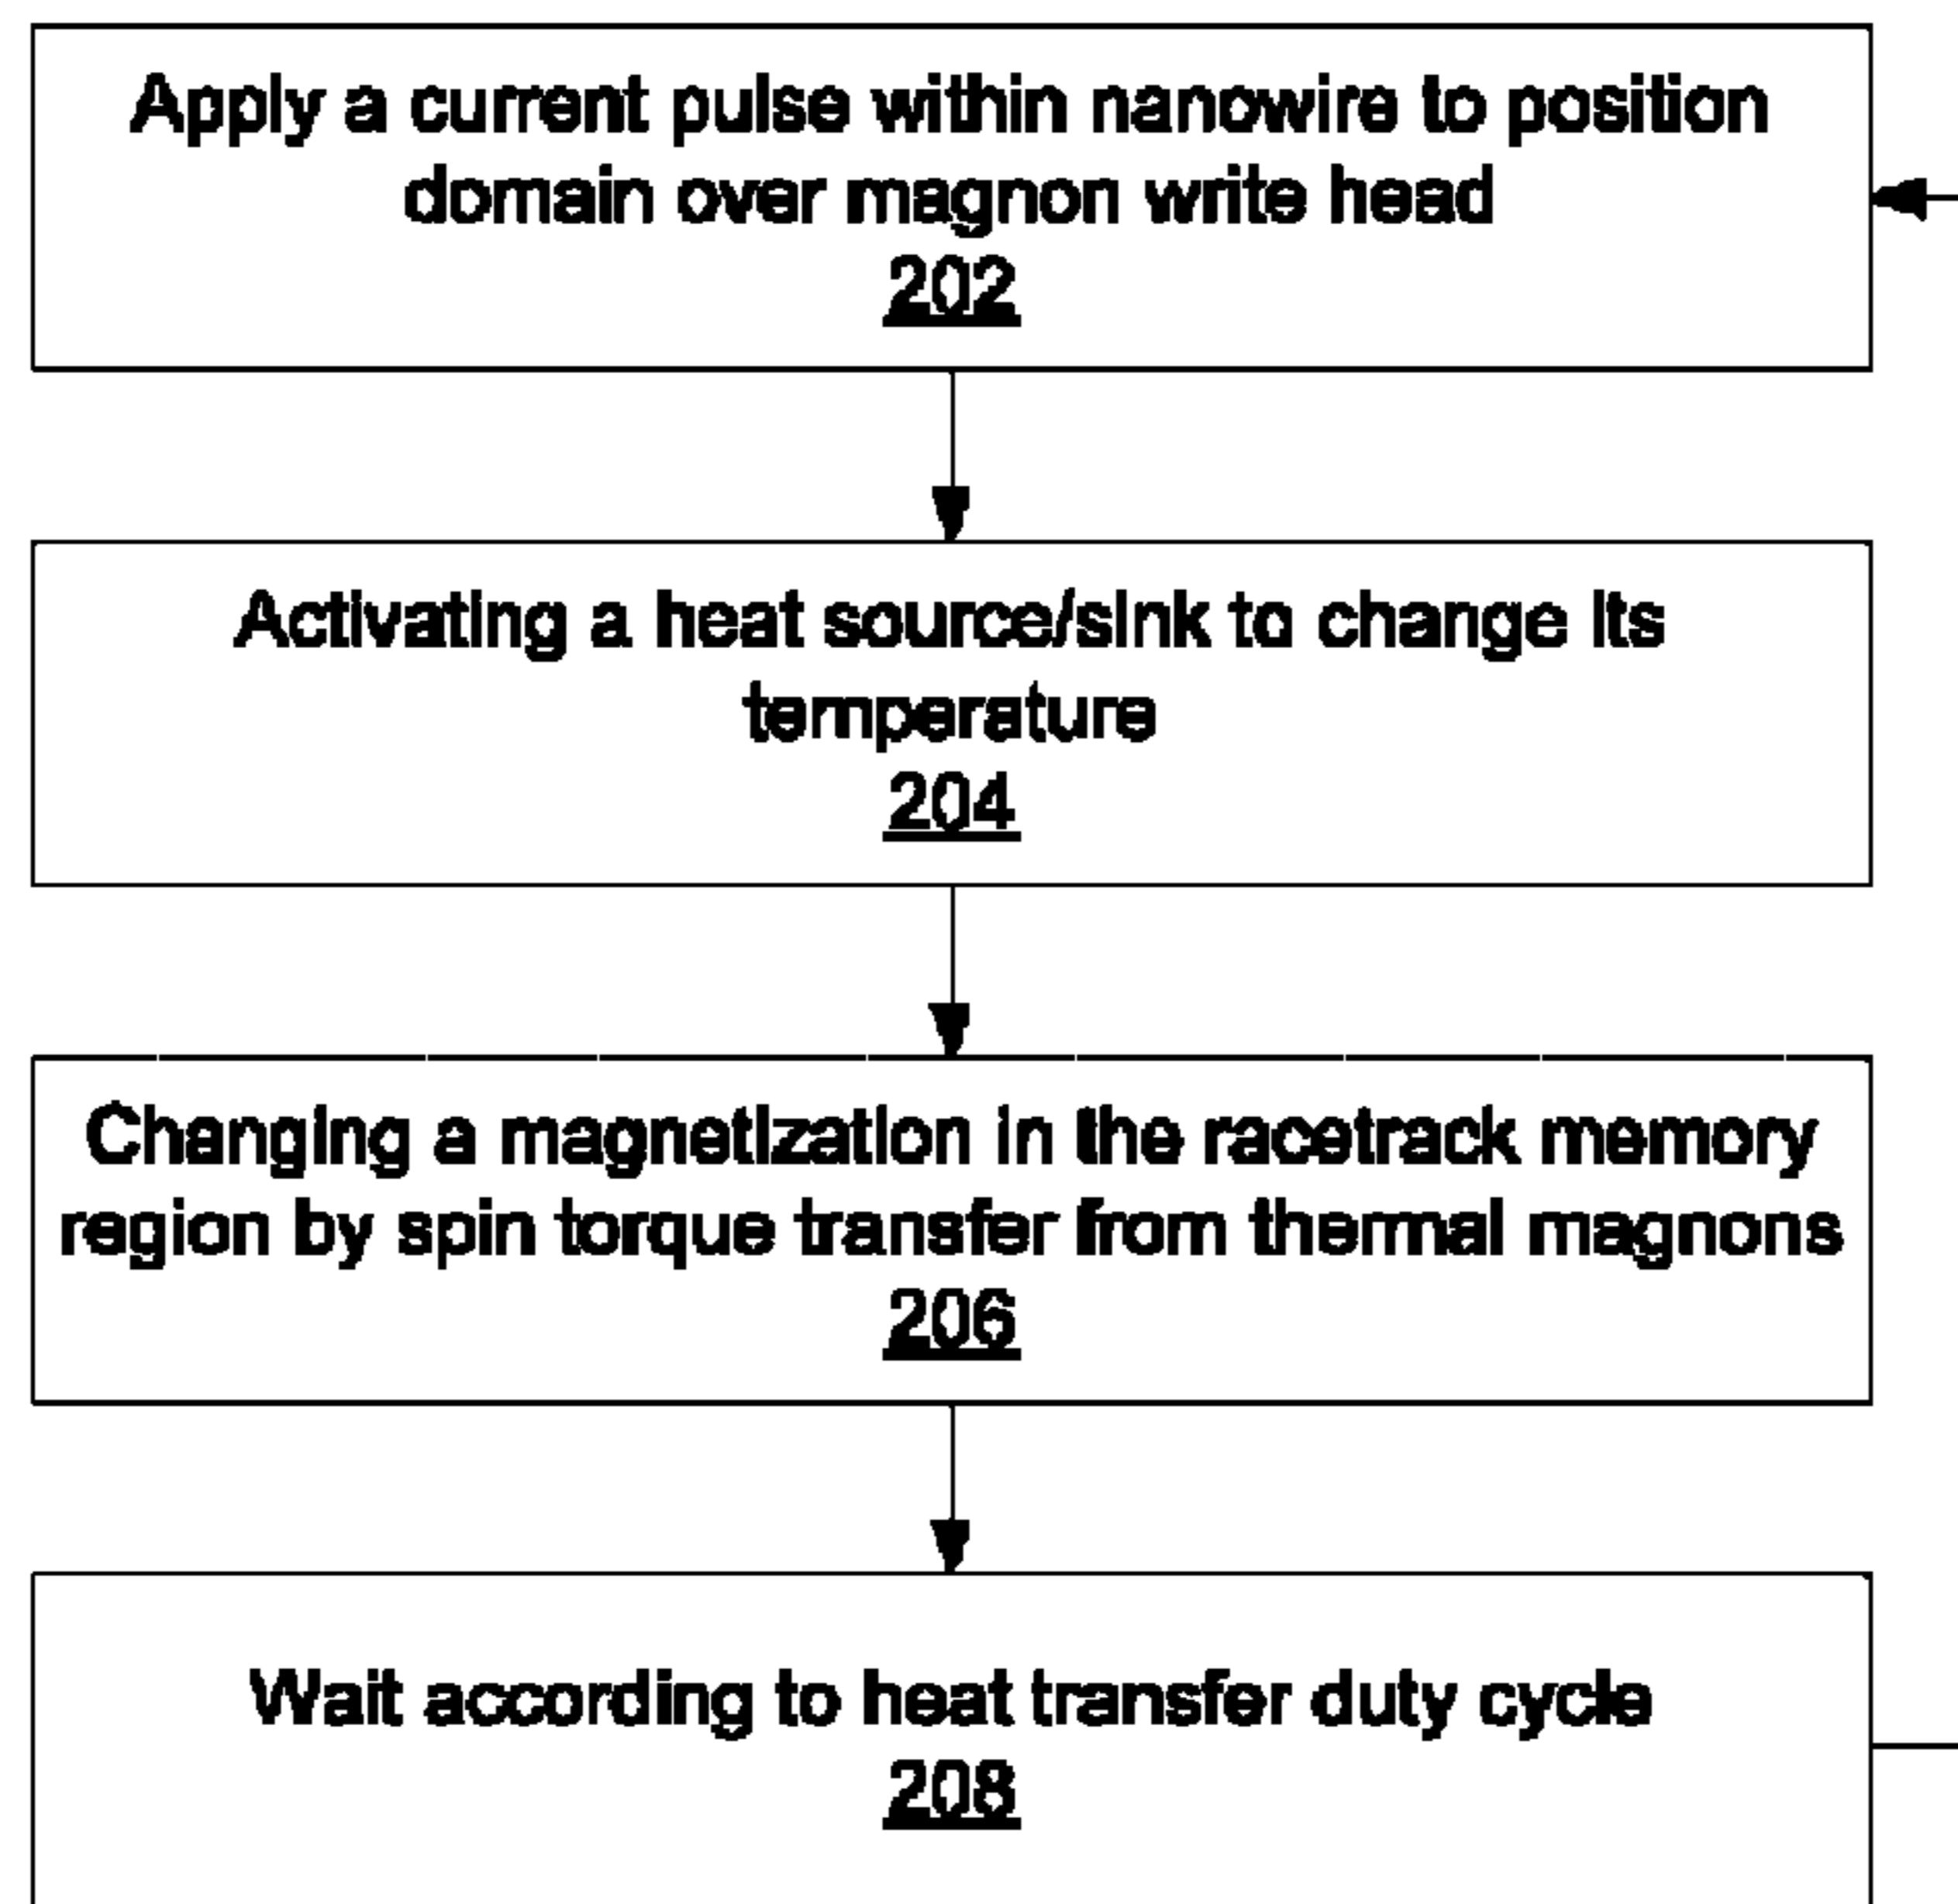 Apply a current pulse within nanowire to position
domain over magnon write head
202
Activating a heat source/sink to change its
temperature
204
Changing a magnetization in the racetrack memory
region by spin torque transfer from thermal magnons
206
Wait according to heat transfer duty cycle
208